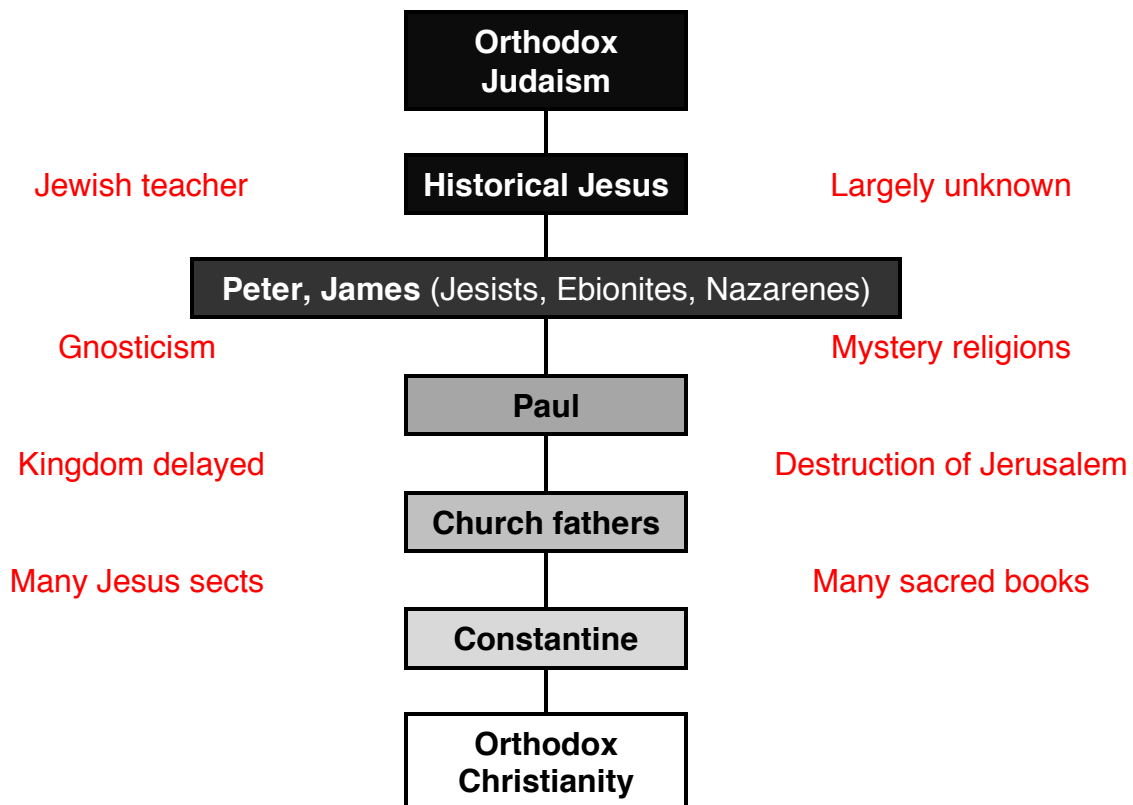 Orthodox
Judaism
Jewish teacher
Historical Jesus
Largely unknown
Peter, James (Jesists, Ebionites, Nazarenes)
Gnosticism
Mystery religions
Paul
Kingdom delayed
Destruction of Jerusalem
Church fathers
Many Jesus sects
Many sacred books
Constantine
Orthodox
Christianity